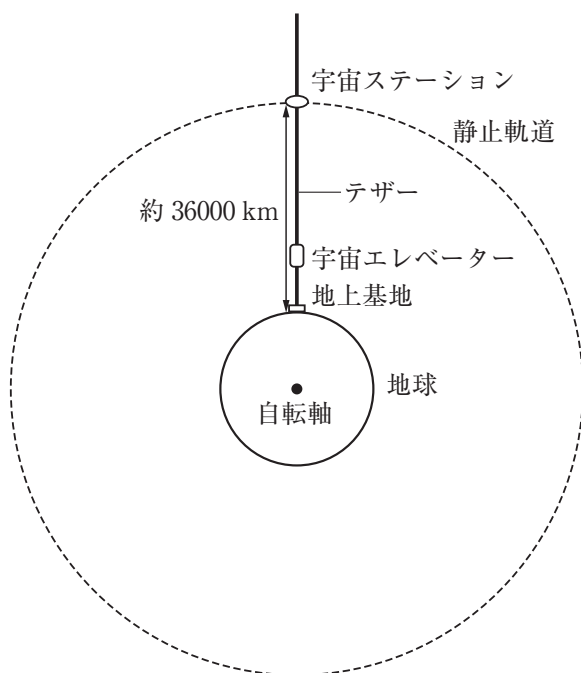 宇宙ステーション
静止軌道
テザー
約 36000 km
宇宙エレベーター
地上基地
地球
自転軸